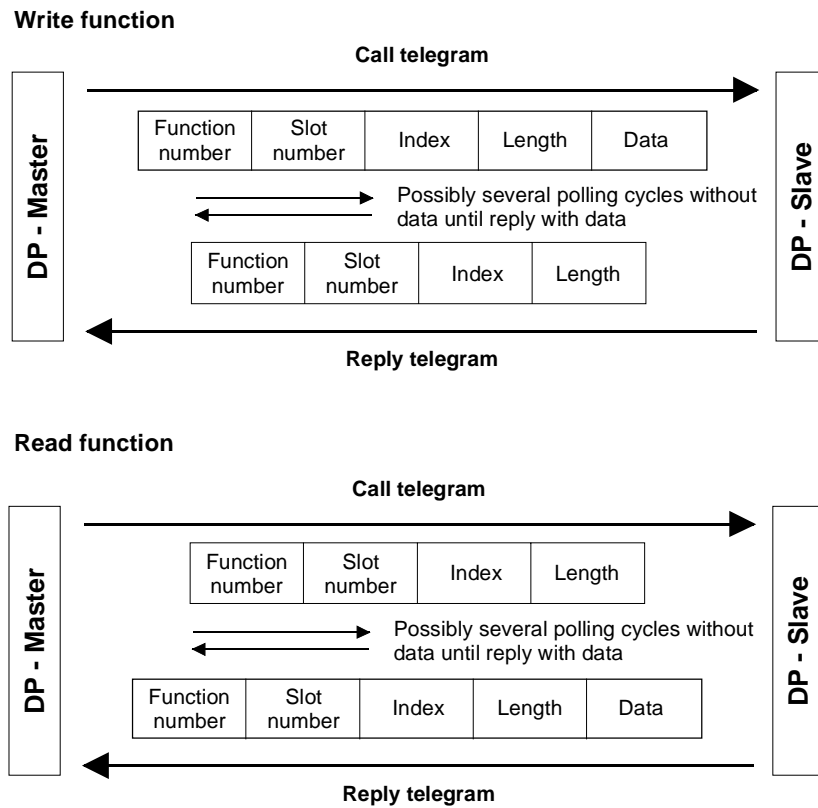 Write function
Call telegram
DP - Master
Function number
Slot number
Index
Length
Data
DP - Slave
Possibly several polling cycles without
data until reply with data
Function number
Slot number
Index
Length
Reply telegram
Read function
Call telegram
DP - Master
Function number
Slot number
Index
Length
DP - Slave
Possibly several polling cycles without
data until reply with data
Function number
Slot number
Index
Length
Data
Reply telegram